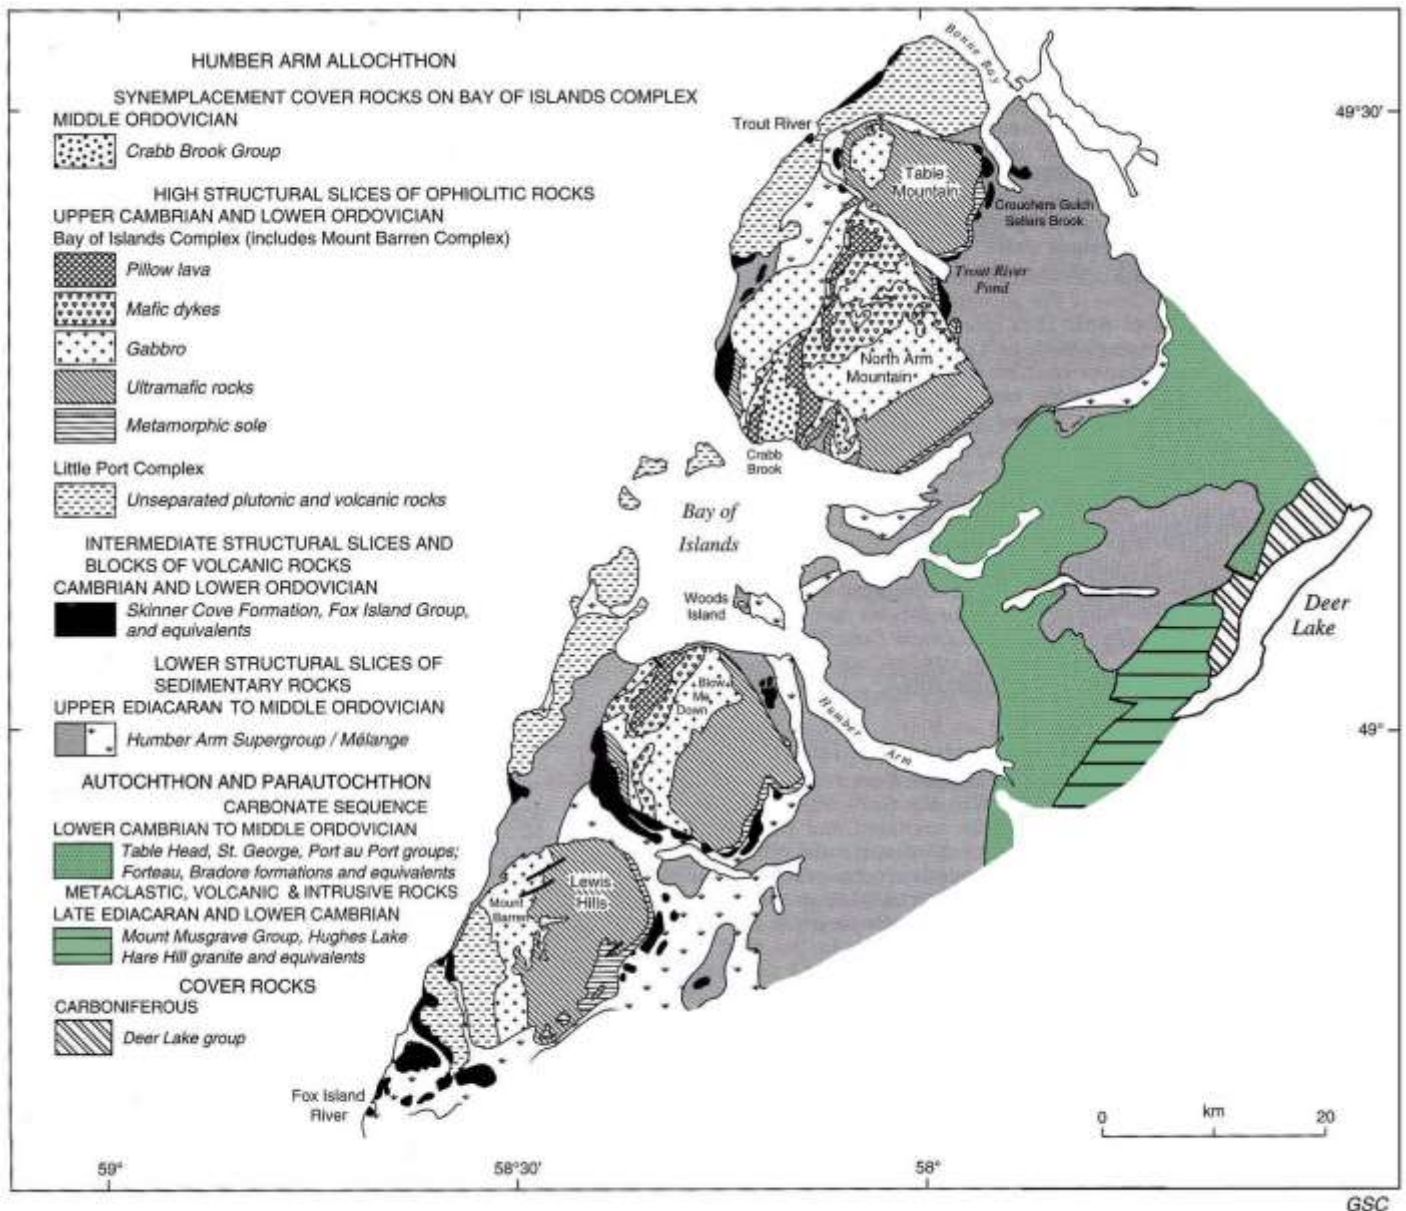 HUMBER ARM ALLOCHTHON
SYNEMPLACEMENT COVER ROCKS ON BAY OF ISLANDS COMPLEX
MIDDLE ORDOVICIAN
Crabb Brook Group
HIGH STRUCTURAL SLICES OF OPHIOLITIC ROCKS
UPPER CAMBRIAN AND LOWER ORDOVICIAN
Bay of Islands Complex (includes Mount Barren Complex)
Pillow lava
Mafic dykes
Gabbro
Ultramafic rocks
Metamorphic sole
Little Port Complex
Unseparated plutonic and volcanic rocks
INTERMEDIATE STRUCTURAL SLICES AND
BLOCKS OF VOLCANIC ROCKS
CAMBRIAN AND LOWER ORDOVICIAN
Skinner Cove Formation, Fox Island Group,
and equivalents
LOWER STRUCTURAL SLICES OF
SEDIMENTARY ROCKS
UPPER EDIACARAN TO MIDDLE ORDOVICIAN
Humber Arm Supergroup / Mélange
AUTOCHTHON AND PARAUTOCHTHON
CARBONATE SEQUENCE
LOWER CAMBRIAN TO MIDDLE ORDOVICIAN
Table Head, St. George, Port au Port groups;
Forteau, Bradore formations and equivalents
METACLASTIC, VOLCANIC & INTRUSIVE ROCKS
LATE EDIACARAN AND LOWER CAMBRIAN
Mount Musgrave Group, Hughes Lake
Hare Hill granite and equivalents
COVER ROCKS
CARBONIFEROUS
Deer Lake group
Bonne Bay
49°30'
Trout River
Table
Mountain
Crouchers Gulch
Sellars Brook
Trout River
Pond
North Arm
Mountain
Crabb
Brook
Bay of
Islands
Woods
Island
Deer
Lake
Blow
Me
Down
Humber Arm
49°
Lewis
Hills
Mount
Barren
Fox Island
River
0 km 20
59°
58°30'
58°
GSC